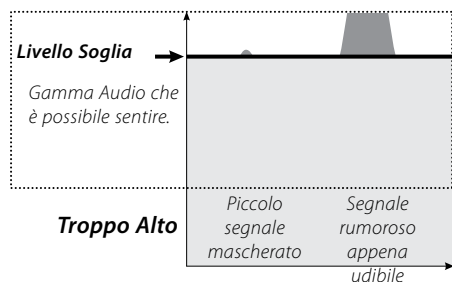 Livello Soglia
Gamma Audio che
è possibile sentire.
Troppo Alto
Piccolo
segnale
mascherato
Segnale
rumoroso
appena
udibile